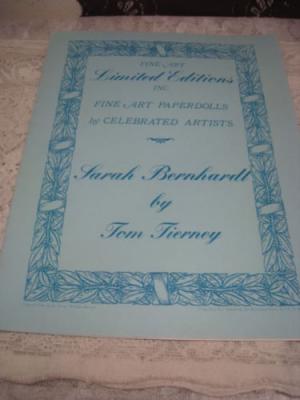 FINE ART
Limited Editions
INC.
FINE ART PAPERDOLLS
by CELEBRATED ARTISTS
Sarah Bernhardt
by
Tom Tierney